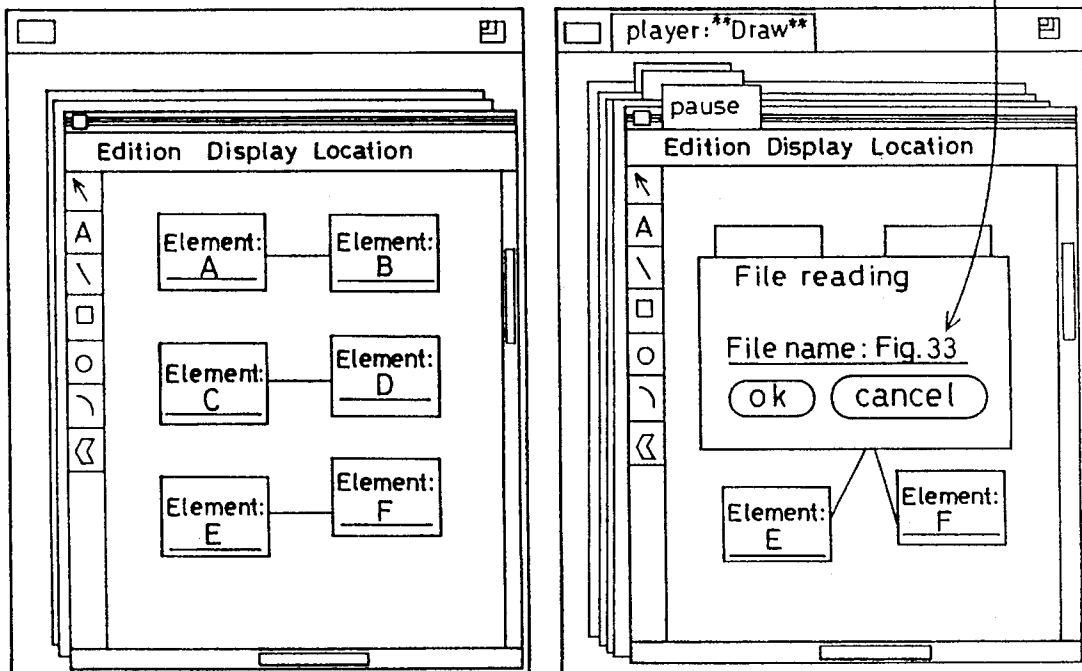 Edition Display Location
A
Element:
A
Element:
B
Element:
C
Element:
D
Element:
E
Element:
F
player:**Draw**
pause
Edition Display Location
A
File reading
File name: Fig. 33
ok cancel
Element:
E
Element:
F